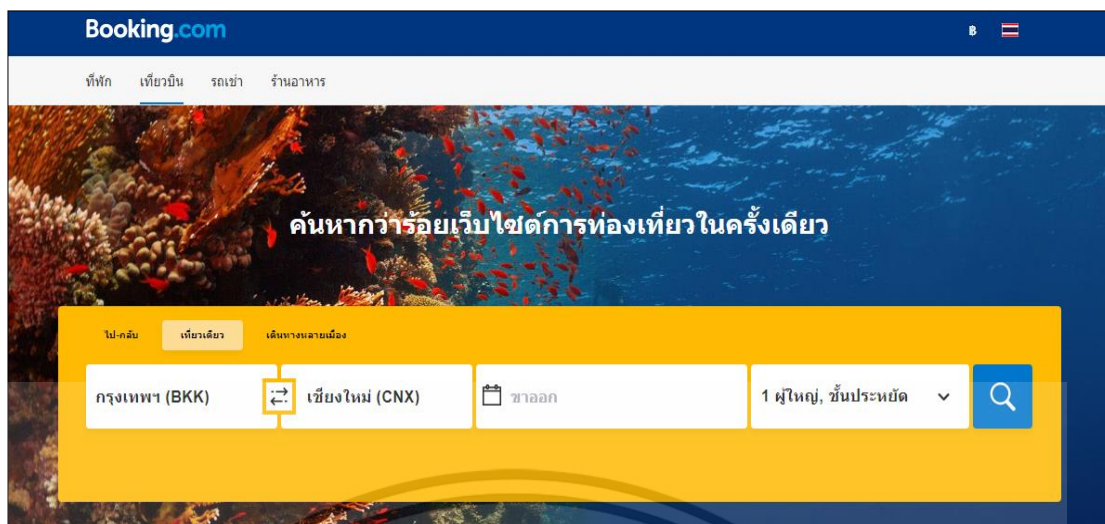 Booking.com ฿
ที่พัก เที่ยวบิน รถเช่า ร้านอาหาร
ค้นหากว่าร้อยเว็บไซต์การท่องเที่ยวในครั้งเดียว
ไป-กลับ เที่ยวเดียว เดินทางหลายเมือง
กรุงเทพฯ (BKK) เชียงใหม่ (CNX) ขาออก 1 ผู้ใหญ่, ชั้นประหยัด